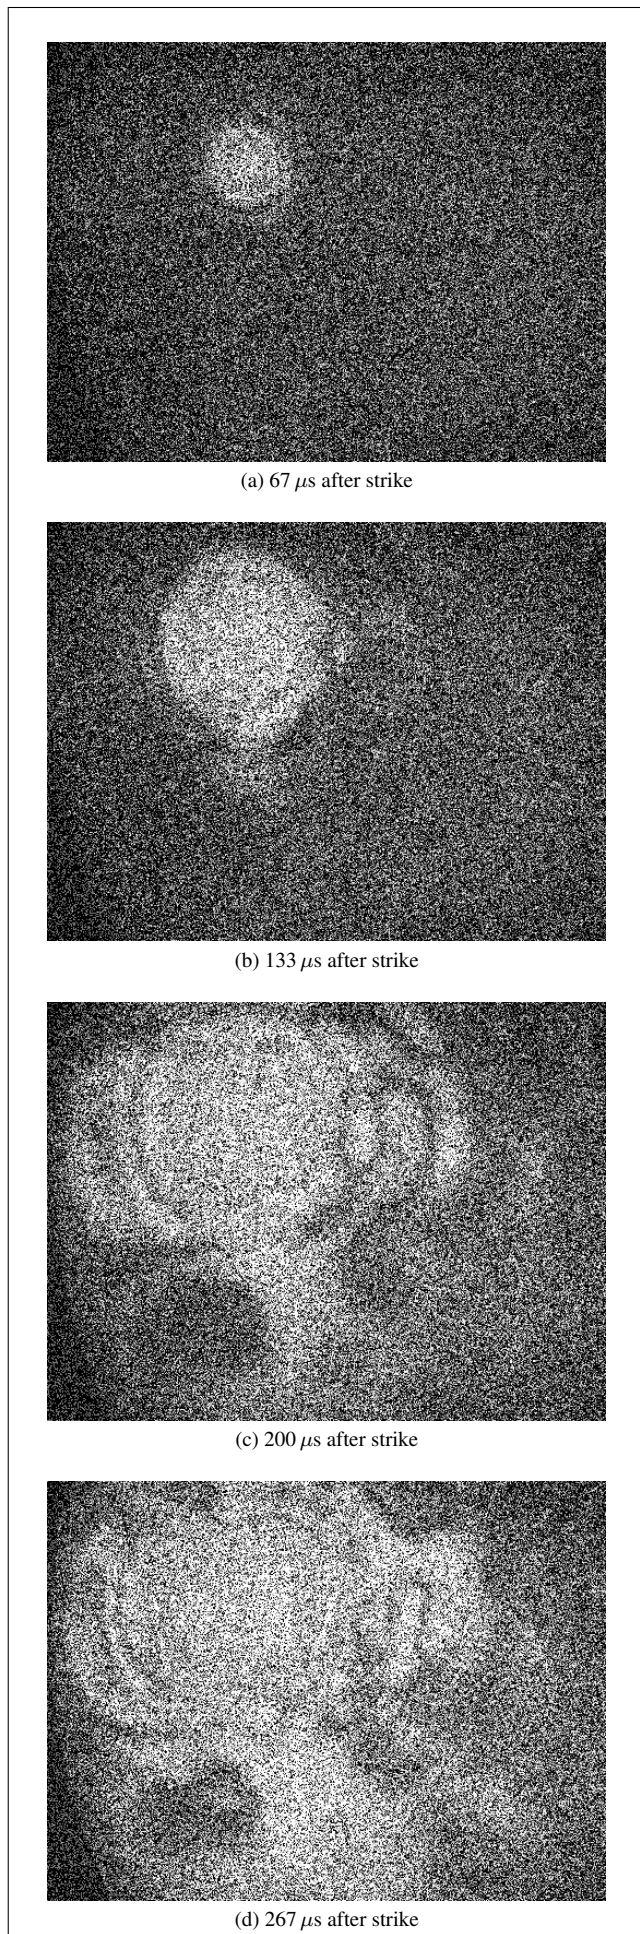 (a) 67 μs after strike
(b) 133 μs after strike
(c) 200 μs after strike
(d) 267 μs after strike